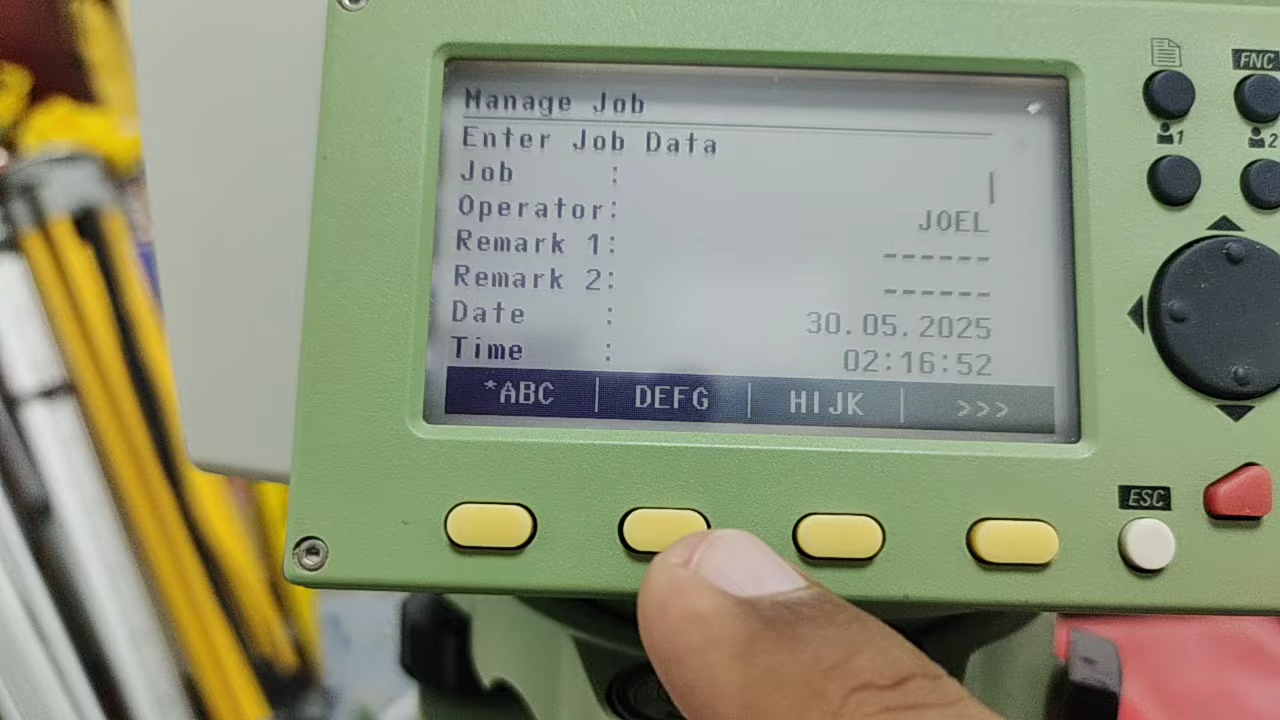 Manage Job
Enter Job Data
Job :
Operator: JOEL
Remark 1: ------
Remark 2: ------
Date : 30.05.2025
Time : 02:16:52
*ABC | DEFG | HIJK | >>>
FNC
1
2
ESC